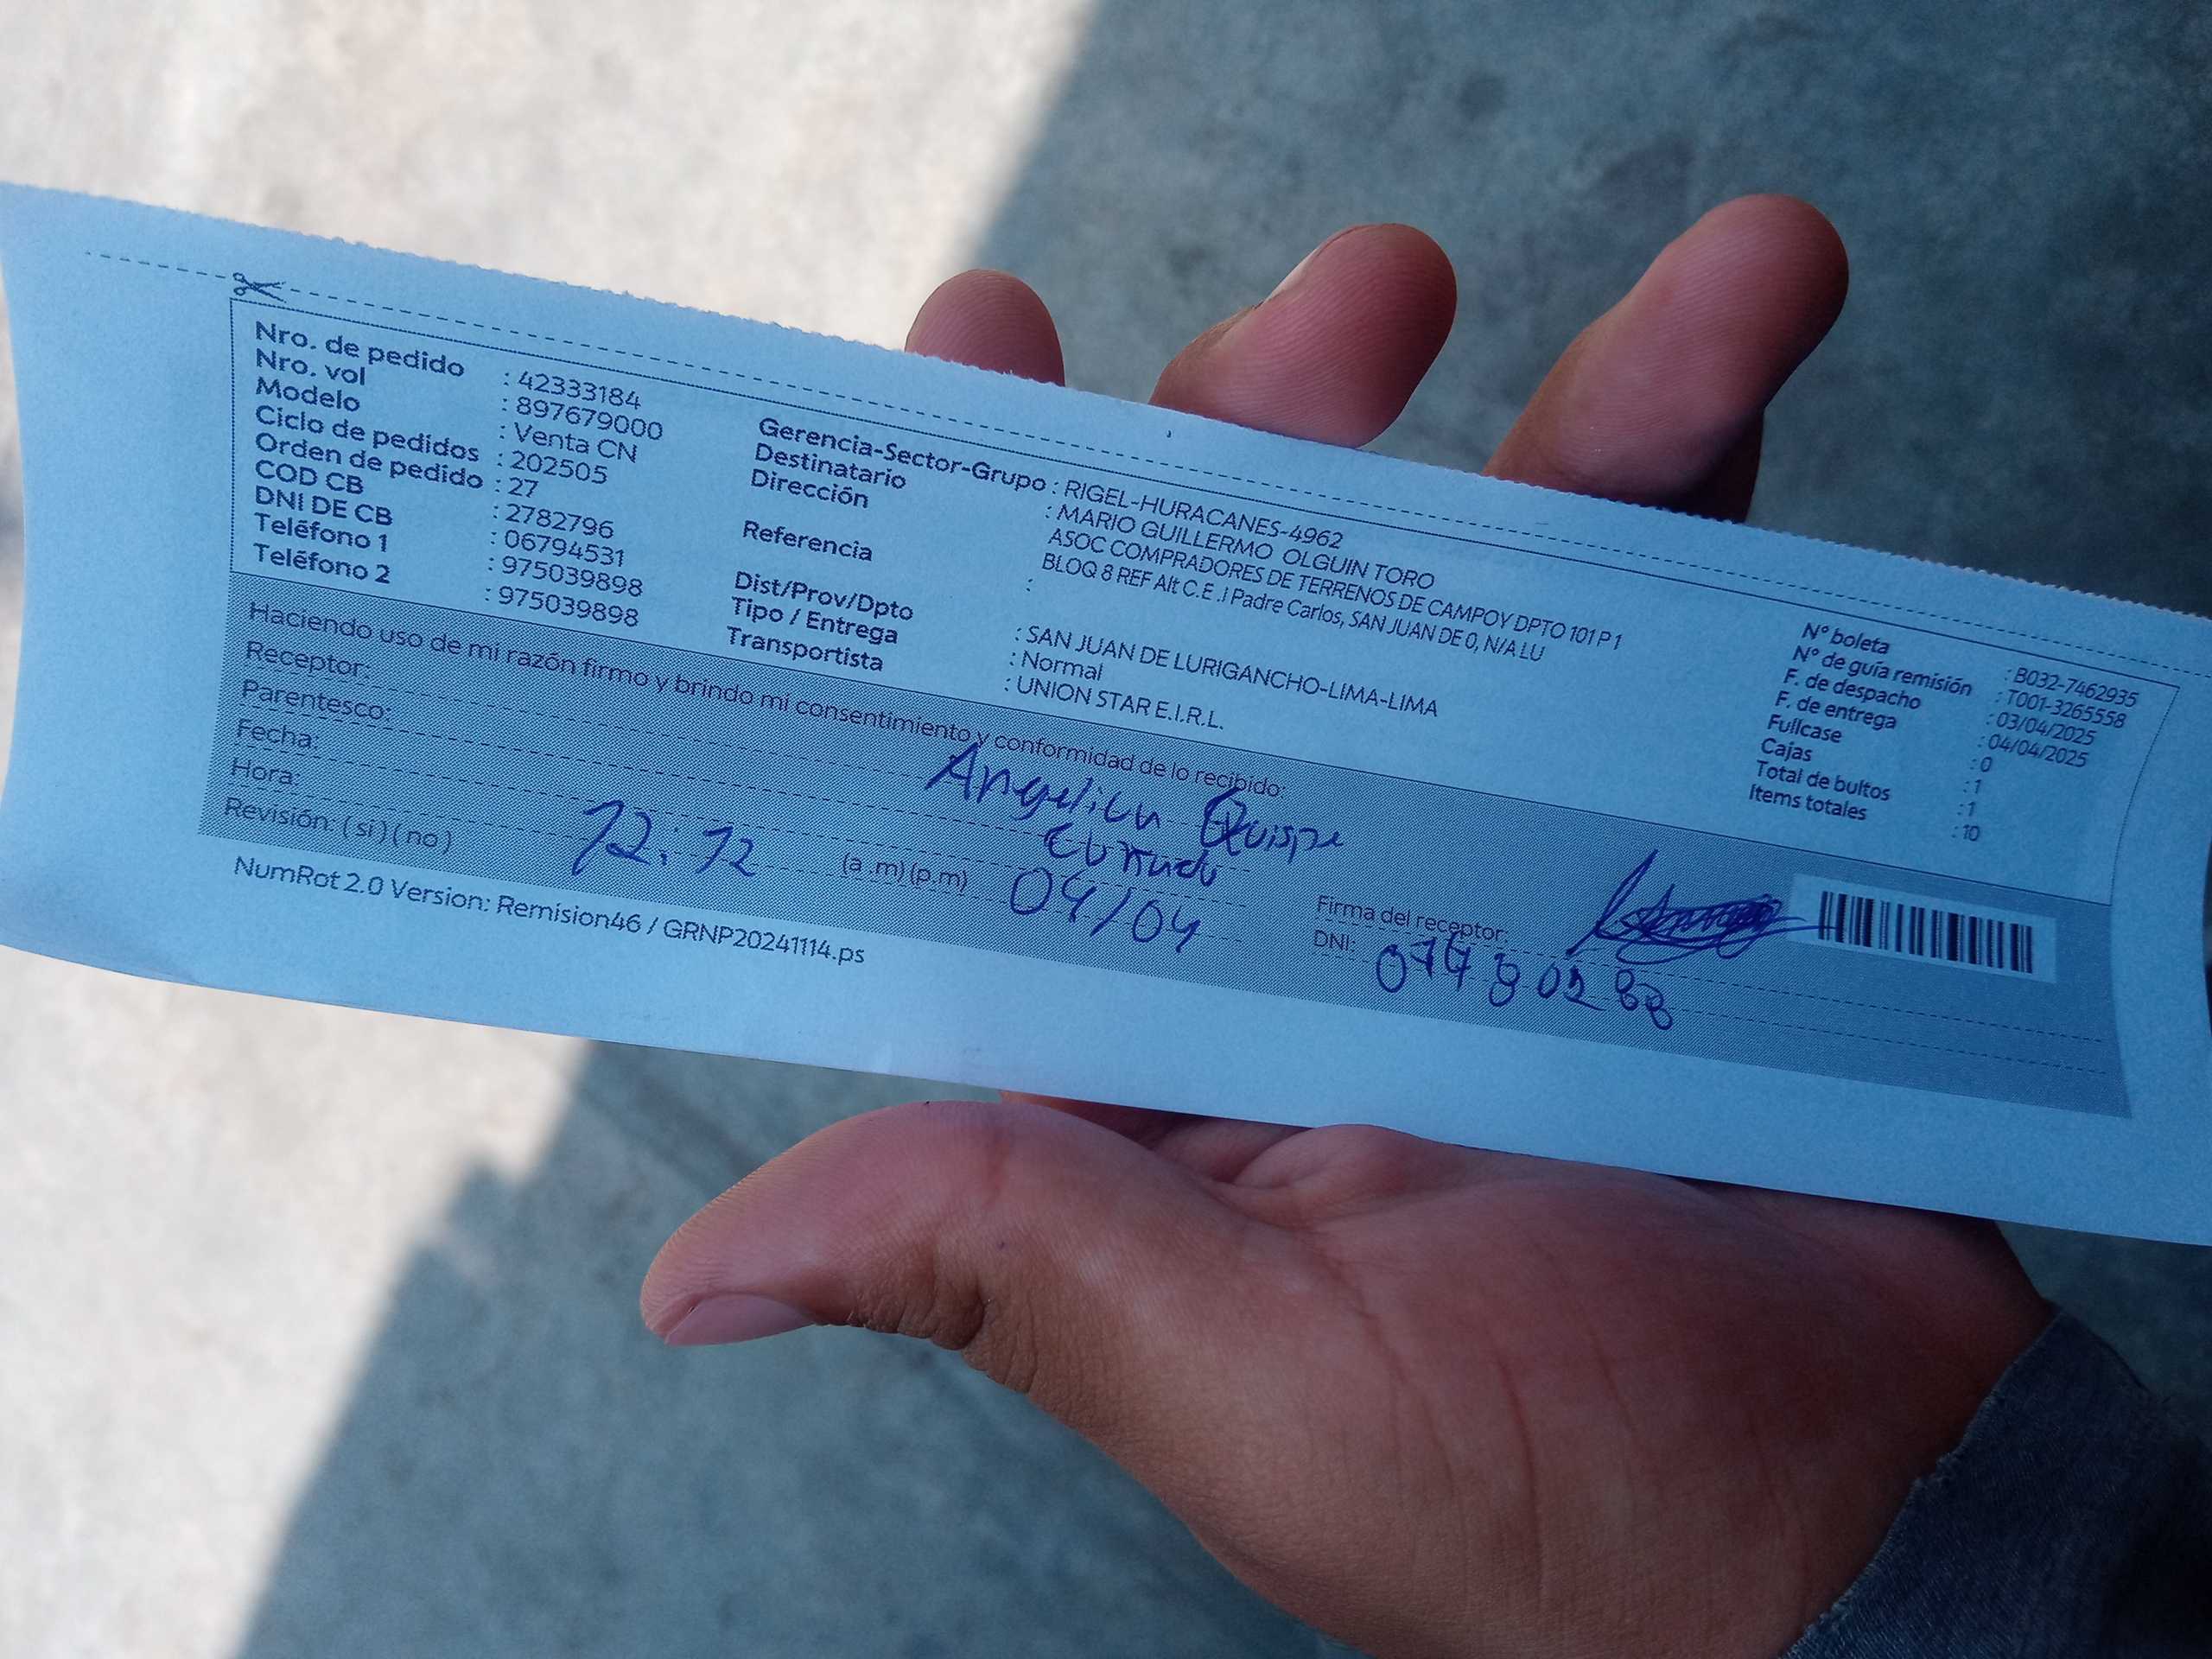 Nro. de pedido : 42333184
Nro. vol : 897679000
Modelo : Venta CN
Ciclo de pedidos : 202505
Orden de pedido : 27
COD CB : 2782796
DNI DE CB : 06794531
Teléfono 1 : 975039898
Teléfono 2 : 975039898
Gerencia-Sector-Grupo : RIGEL-HURACANES-4962
Destinatario : MARIO GUILLERMO OLGUIN TORO
Dirección ASOC COMPRADORES DE TERRENOS DE CAMPOY DPTO 101 P 1
BLOQ 8 REF Alt C.E .I Padre Carlos, SAN JUAN DE 0, N/A LU
Referencia :
Dist/Prov/Dpto : SAN JUAN DE LURIGANCHO-LIMA-LIMA
Tipo / Entrega : Normal
Transportista : UNION STAR E.I.R.L.
N° boleta : B032-7462935
N° de guía remisión : T001-3265558
F. de despacho : 03/04/2025
F. de entrega : 04/04/2025
Fullcase : 0
Cajas : 1
Total de bultos : 1
Items totales : 10
Haciendo uso de mi razón firmo y brindo mi consentimiento y conformidad de lo recibido:
Receptor: Angelica Quispe
Parentesco:
Fecha: 04/04
Hora: 12:12 (a .m) (p.m)
Revisión: ( si ) ( no )
Firma del receptor:
DNI:
NumRot 2.0 Version: Remision46 / GRNP20241114.ps